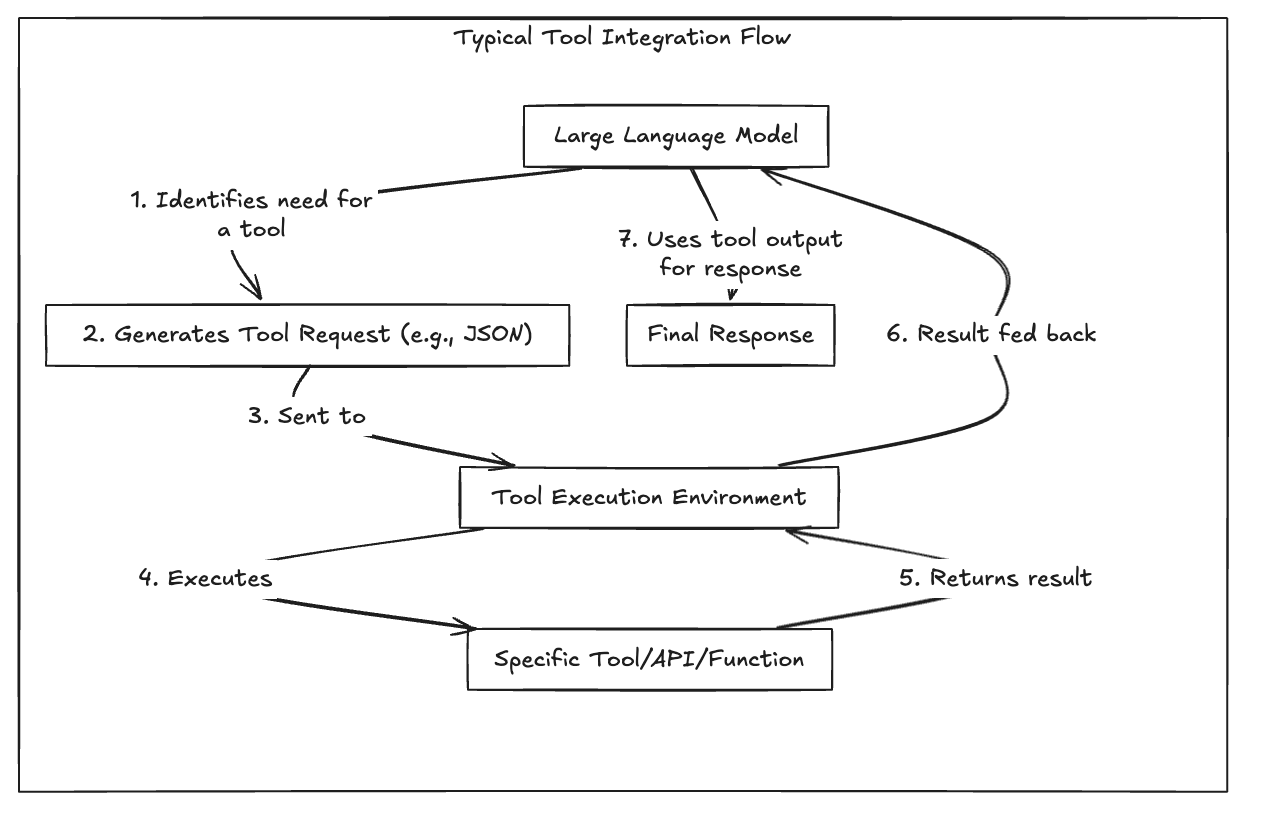 Typical Tool Integration Flow
Large Language Model
1. Identifies need for
a tool
7. Uses tool output
for response
2. Generates Tool Request (e.g., JSON)
Final Response
6. Result fed back
3. Sent to
Tool Execution Environment
4. Executes
5. Returns result
Specific Tool/API/Function